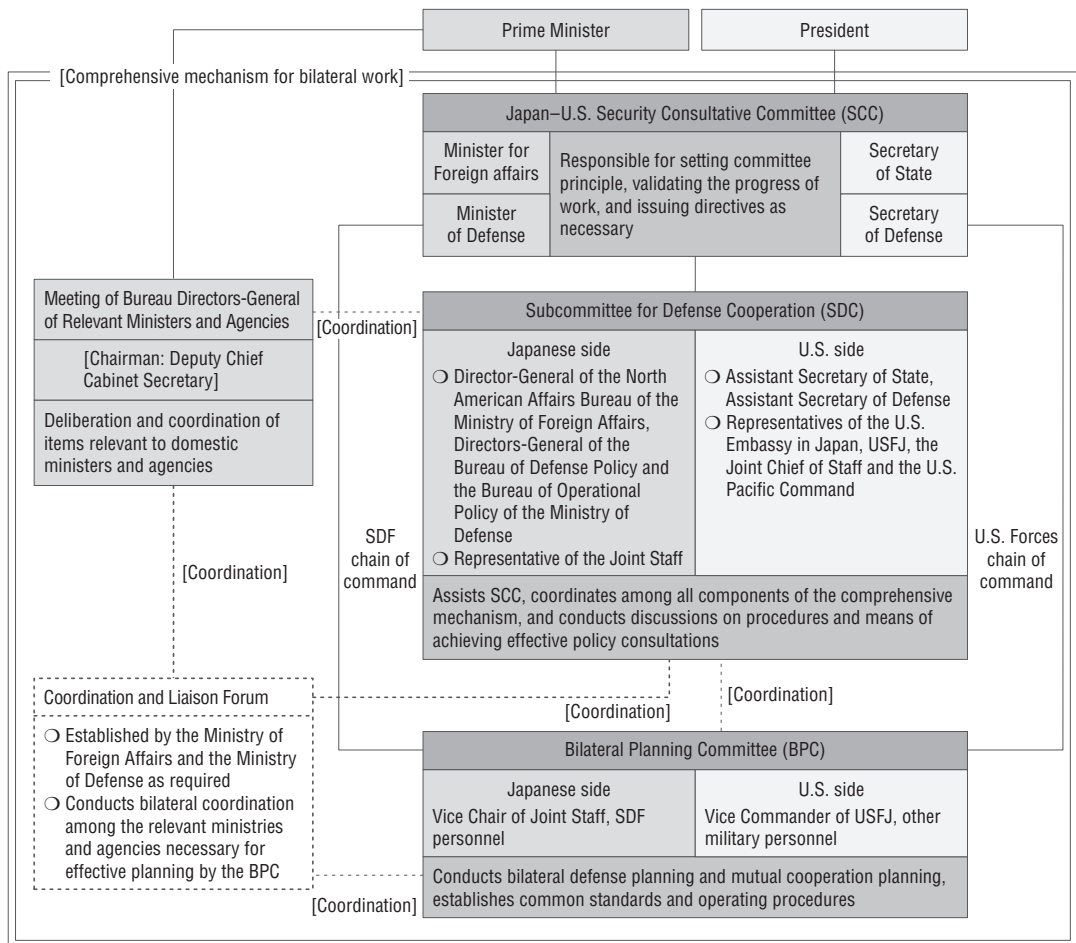 Prime Minister
President
[Comprehensive mechanism for bilateral work]
Japan–U.S. Security Consultative Committee (SCC)
Minister for
Foreign affairs
Minister
of Defense
Responsible for setting committee
principle, validating the progress of
work, and issuing directives as
necessary
Secretary
of State
Secretary
of Defense
Meeting of Bureau Directors-General
of Relevant Ministers and Agencies
[Chairman: Deputy Chief
Cabinet Secretary]
Deliberation and coordination of
items relevant to domestic
ministers and agencies
[Coordination]
Subcommittee for Defense Cooperation (SDC)
Japanese side
❍ Director-General of the North
American Affairs Bureau of the
Ministry of Foreign Affairs,
Directors-General of the
Bureau of Defense Policy and
the Bureau of Operational
Policy of the Ministry of
Defense
❍ Representative of the Joint Staff
U.S. side
❍ Assistant Secretary of State,
Assistant Secretary of Defense
❍ Representatives of the U.S.
Embassy in Japan, USFJ, the
Joint Chief of Staff and the U.S.
Pacific Command
Assists SCC, coordinates among all components of the comprehensive
mechanism, and conducts discussions on procedures and means of
achieving effective policy consultations
SDF
chain of
command
U.S. Forces
chain of
command
[Coordination]
[Coordination]
[Coordination]
Coordination and Liaison Forum
❍ Established by the Ministry of
Foreign Affairs and the Ministry
of Defense as required
❍ Conducts bilateral coordination
among the relevant ministries
and agencies necessary for
effective planning by the BPC
Bilateral Planning Committee (BPC)
Japanese side
Vice Chair of Joint Staff, SDF
personnel
U.S. side
Vice Commander of USFJ, other
military personnel
Conducts bilateral defense planning and mutual cooperation planning,
establishes common standards and operating procedures
[Coordination]